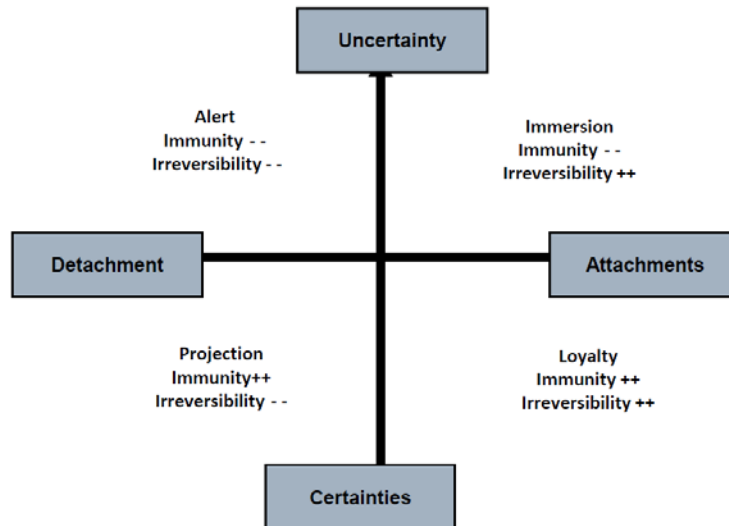 Uncertainty
Alert
Immunity - -
Irreversibility - -
Immersion
Immunity - -
Irreversibility ++
Detachment
Attachments
Projection
Immunity++
Irreversibility - -
Loyalty
Immunity ++
Irreversibility ++
Certainties